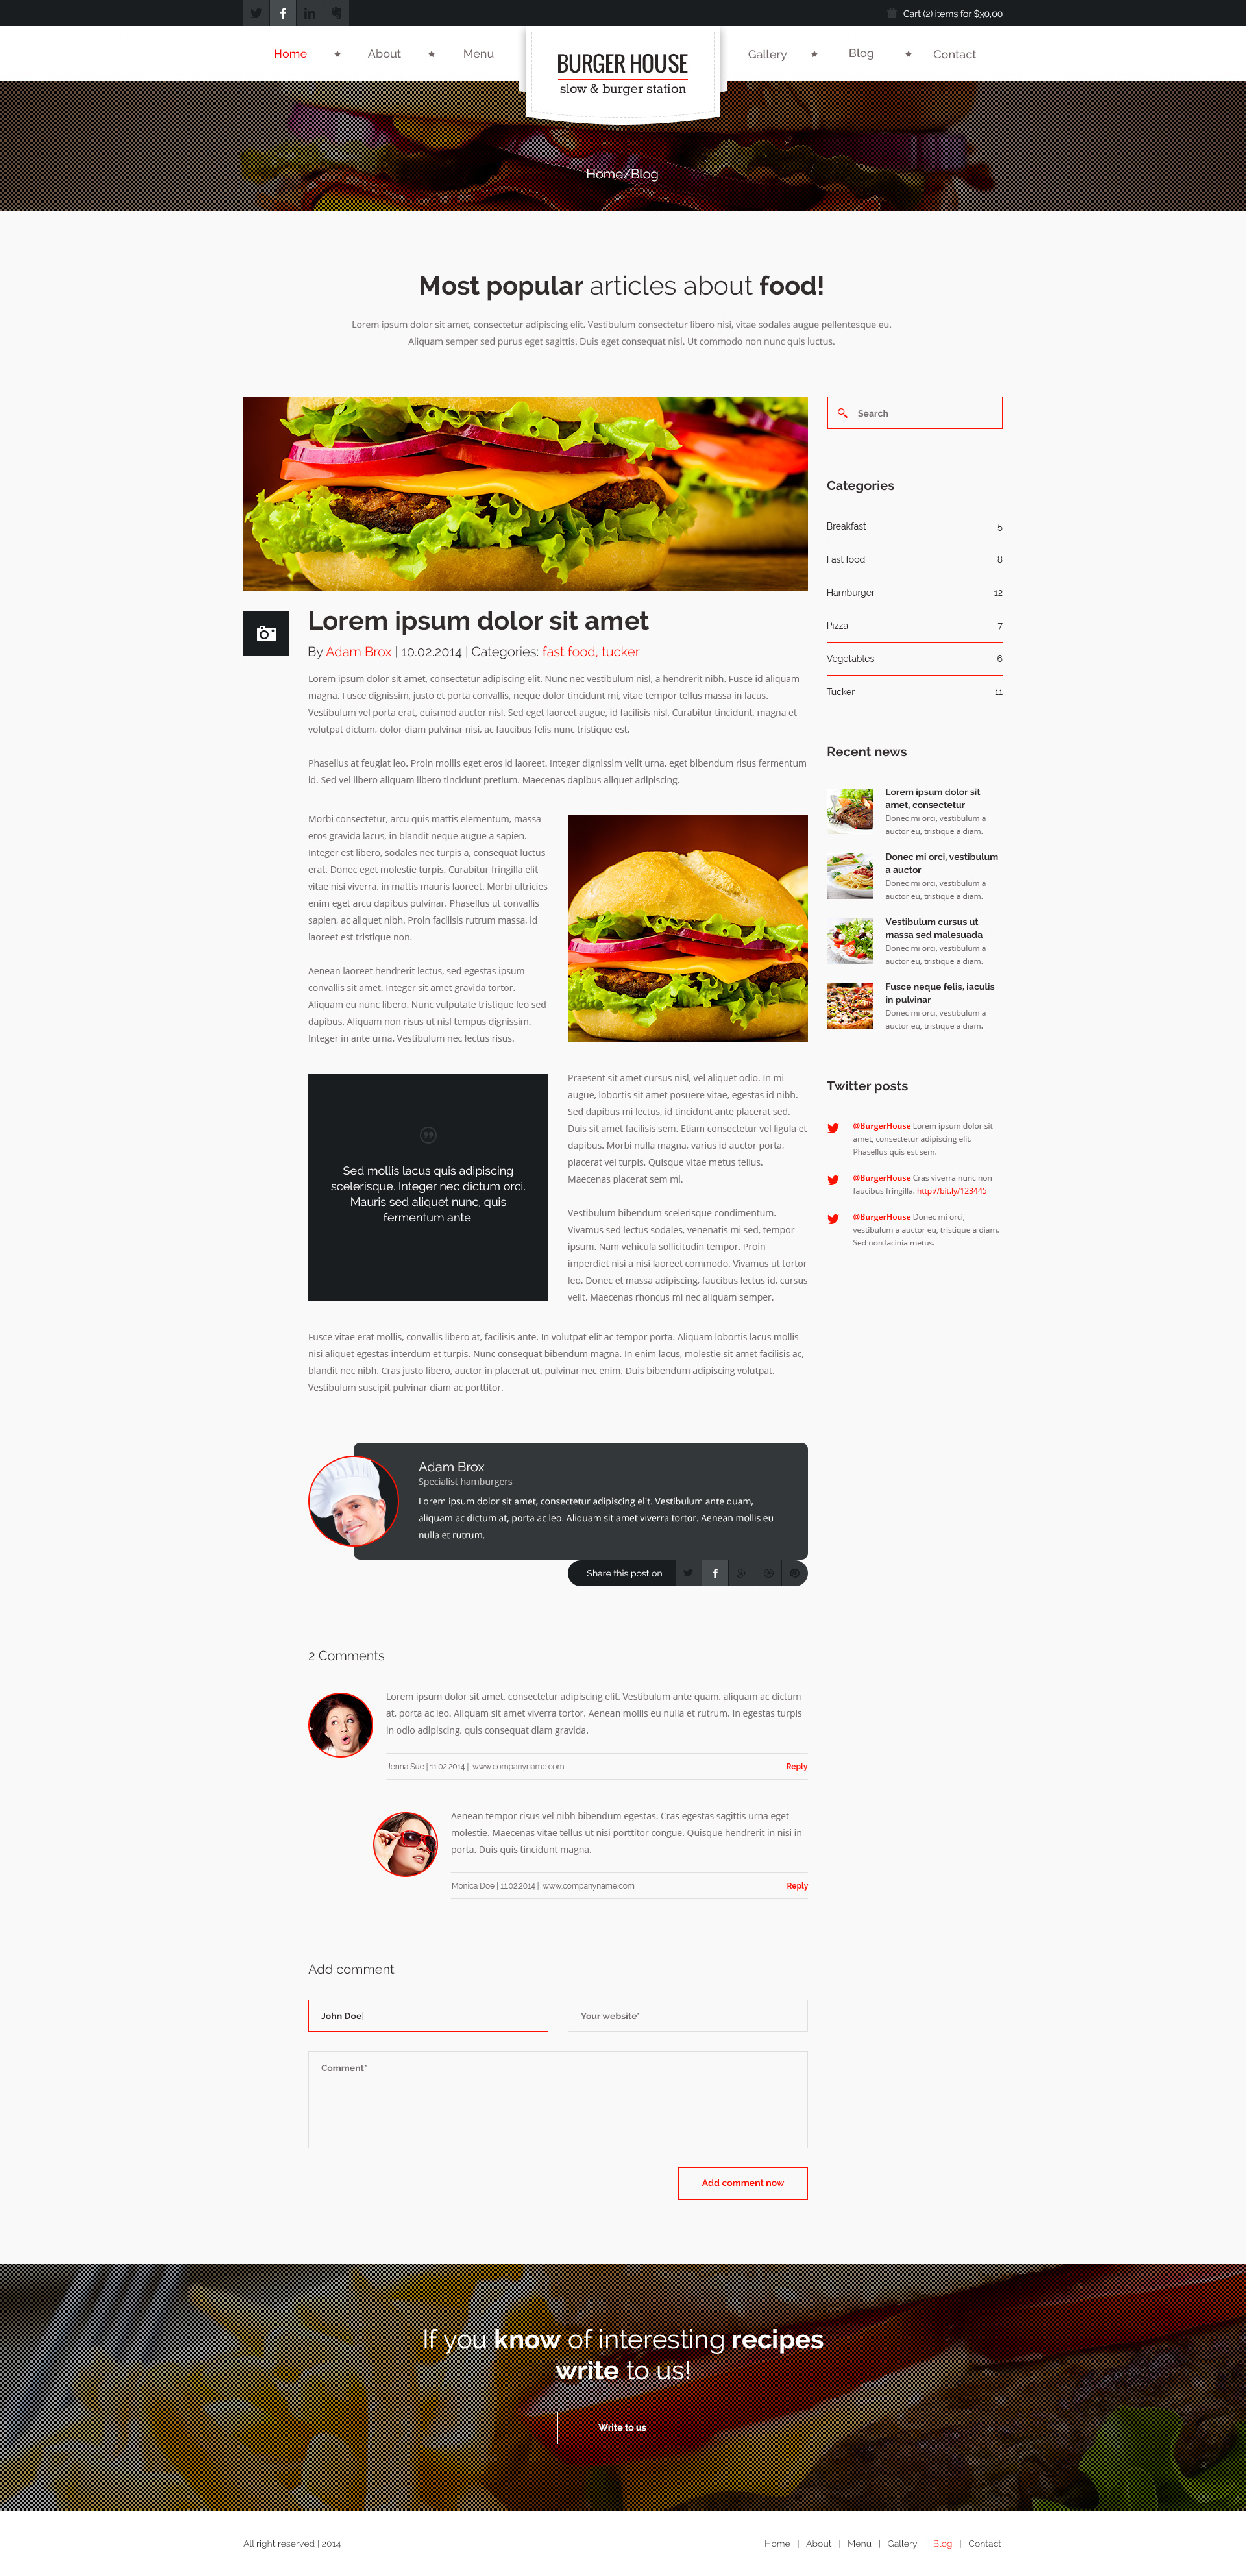 Cart (2) items for $30,00
Home
About
Menu
BURGER HOUSE
slow & burger station
Gallery
Blog
Contact
Home/Blog
Most popular articles about food!
Lorem ipsum dolor sit amet, consectetur adipiscing elit. Vestibulum consectetur libero nisi, vitae sodales augue pellentesque eu.
Aliquam semper sed purus eget sagittis. Duis eget consequat nisl. Ut commodo non nunc quis luctus.
Lorem ipsum dolor sit amet
By Adam Brox | 10.02.2014 | Categories: fast food, tucker
Lorem ipsum dolor sit amet, consectetur adipiscing elit. Nunc nec vestibulum nisl, a hendrerit nibh. Fusce id aliquam
magna. Fusce dignissim, justo et porta convallis, neque dolor tincidunt mi, vitae tempor tellus massa in lacus.
Vestibulum vel porta erat, euismod auctor nisl. Sed eget laoreet augue, id facilisis nisl. Curabitur tincidunt, magna et
volutpat dictum, dolor diam pulvinar nisi, ac faucibus felis nunc tristique est.
Phasellus at feugiat leo. Proin mollis eget eros id laoreet. Integer dignissim velit urna, eget bibendum risus fermentum
id. Sed vel libero aliquam libero tincidunt pretium. Maecenas dapibus aliquet adipiscing.
Morbi consectetur, arcu quis mattis elementum, massa
eros gravida lacus, in blandit neque augue a sapien.
Integer est libero, sodales nec turpis a, consequat luctus
erat. Donec eget molestie turpis. Curabitur fringilla elit
vitae nisi viverra, in mattis mauris laoreet. Morbi ultricies
enim eget arcu dapibus pulvinar. Phasellus ut convallis
sapien, ac aliquet nibh. Proin facilisis rutrum massa, id
laoreet est tristique non.
Aenean laoreet hendrerit lectus, sed egestas ipsum
convallis sit amet. Integer sit amet gravida tortor.
Aliquam eu nunc libero. Nunc vulputate tristique leo sed
dapibus. Aliquam non risus ut nisl tempus dignissim.
Integer in ante urna. Vestibulum nec lectus risus.
Sed mollis lacus quis adipiscing
scelerisque. Integer nec dictum orci.
Mauris sed aliquet nunc, quis
fermentum ante.
Praesent sit amet cursus nisl, vel aliquet odio. In mi
augue, lobortis sit amet posuere vitae, egestas id nibh.
Sed dapibus mi lectus, id tincidunt ante placerat sed.
Duis sit amet facilisis sem. Etiam consectetur vel ligula et
dapibus. Morbi nulla magna, varius id auctor porta,
placerat vel turpis. Quisque vitae metus tellus.
Maecenas placerat sem mi.
Vestibulum bibendum scelerisque condimentum.
Vivamus sed lectus sodales, venenatis mi sed, tempor
ipsum. Nam vehicula sollicitudin tempor. Proin
imperdiet nisi a nisi laoreet commodo. Vivamus ut tortor
leo. Donec et massa adipiscing, faucibus lectus id, cursus
velit. Maecenas rhoncus mi nec aliquam semper.
Fusce vitae erat mollis, convallis libero at, facilisis ante. In volutpat elit ac tempor porta. Aliquam lobortis lacus mollis
nisi aliquet egestas interdum et turpis. Nunc consequat bibendum magna. In enim lacus, molestie sit amet facilisis ac,
blandit nec nibh. Cras justo libero, auctor in placerat ut, pulvinar nec enim. Duis bibendum adipiscing volutpat.
Vestibulum suscipit pulvinar diam ac porttitor.
Adam Brox
Specialist hamburgers
Lorem ipsum dolor sit amet, consectetur adipiscing elit. Vestibulum ante quam,
aliquam ac dictum at, porta ac leo. Aliquam sit amet viverra tortor. Aenean mollis eu
nulla et rutrum.
Share this post on
2 Comments
Lorem ipsum dolor sit amet, consectetur adipiscing elit. Vestibulum ante quam, aliquam ac dictum
at, porta ac leo. Aliquam sit amet viverra tortor. Aenean mollis eu nulla et rutrum. In egestas turpis
in odio adipiscing, quis consequat diam gravida.
Jenna Sue | 11.02.2014 | www.companyname.com
Reply
Aenean tempor risus vel nibh bibendum egestas. Cras egestas sagittis urna eget
molestie. Maecenas vitae tellus ut nisi porttitor congue. Quisque hendrerit in nisi in
porta. Duis quis tincidunt magna.
Monica Doe | 11.02.2014 | www.companyname.com
Reply
Add comment
John Doe
Your website*
Comment*
Add comment now
Search
Categories
Breakfast 5
Fast food 8
Hamburger 12
Pizza 7
Vegetables 6
Tucker 11
Recent news
Lorem ipsum dolor sit
amet, consectetur
Donec mi orci, vestibulum a
auctor eu, tristique a diam.
Donec mi orci, vestibulum
a auctor
Donec mi orci, vestibulum a
auctor eu, tristique a diam.
Vestibulum cursus ut
massa sed malesuada
Donec mi orci, vestibulum a
auctor eu, tristique a diam.
Fusce neque felis, iaculis
in pulvinar
Donec mi orci, vestibulum a
auctor eu, tristique a diam.
Twitter posts
@BurgerHouse Lorem ipsum dolor sit
amet, consectetur adipiscing elit.
Phasellus quis est sem.
@BurgerHouse Cras viverra nunc non
faucibus fringilla. http://bit.ly/123445
@BurgerHouse Donec mi orci,
vestibulum a auctor eu, tristique a diam.
Sed non lacinia metus.
If you know of interesting recipes
write to us!
Write to us
All right reserved | 2014
Home | About | Menu | Gallery | Blog | Contact